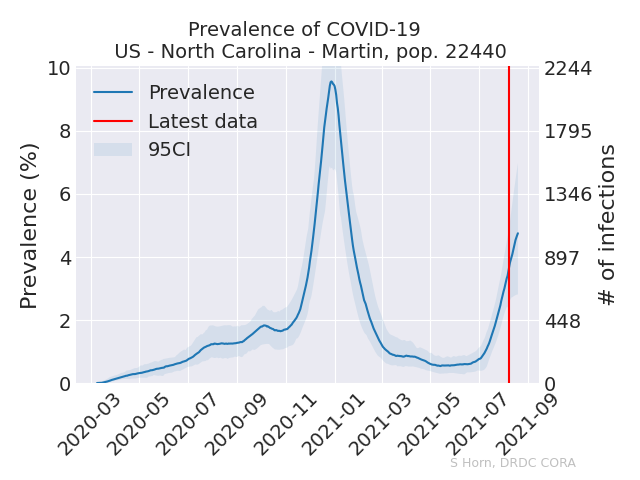 Prevalence of COVID-19
US - North Carolina - Martin, pop. 22440
Prevalence
Latest data
95CI
Prevalence (%)
10
8
6
4
2
0
2244
1795
1346
897
448
0
# of infections
2020-03
2020-05
2020-07
2020-09
2020-11
2021-01
2021-03
2021-05
2021-07
2021-09
S Horn, DRDC CORA